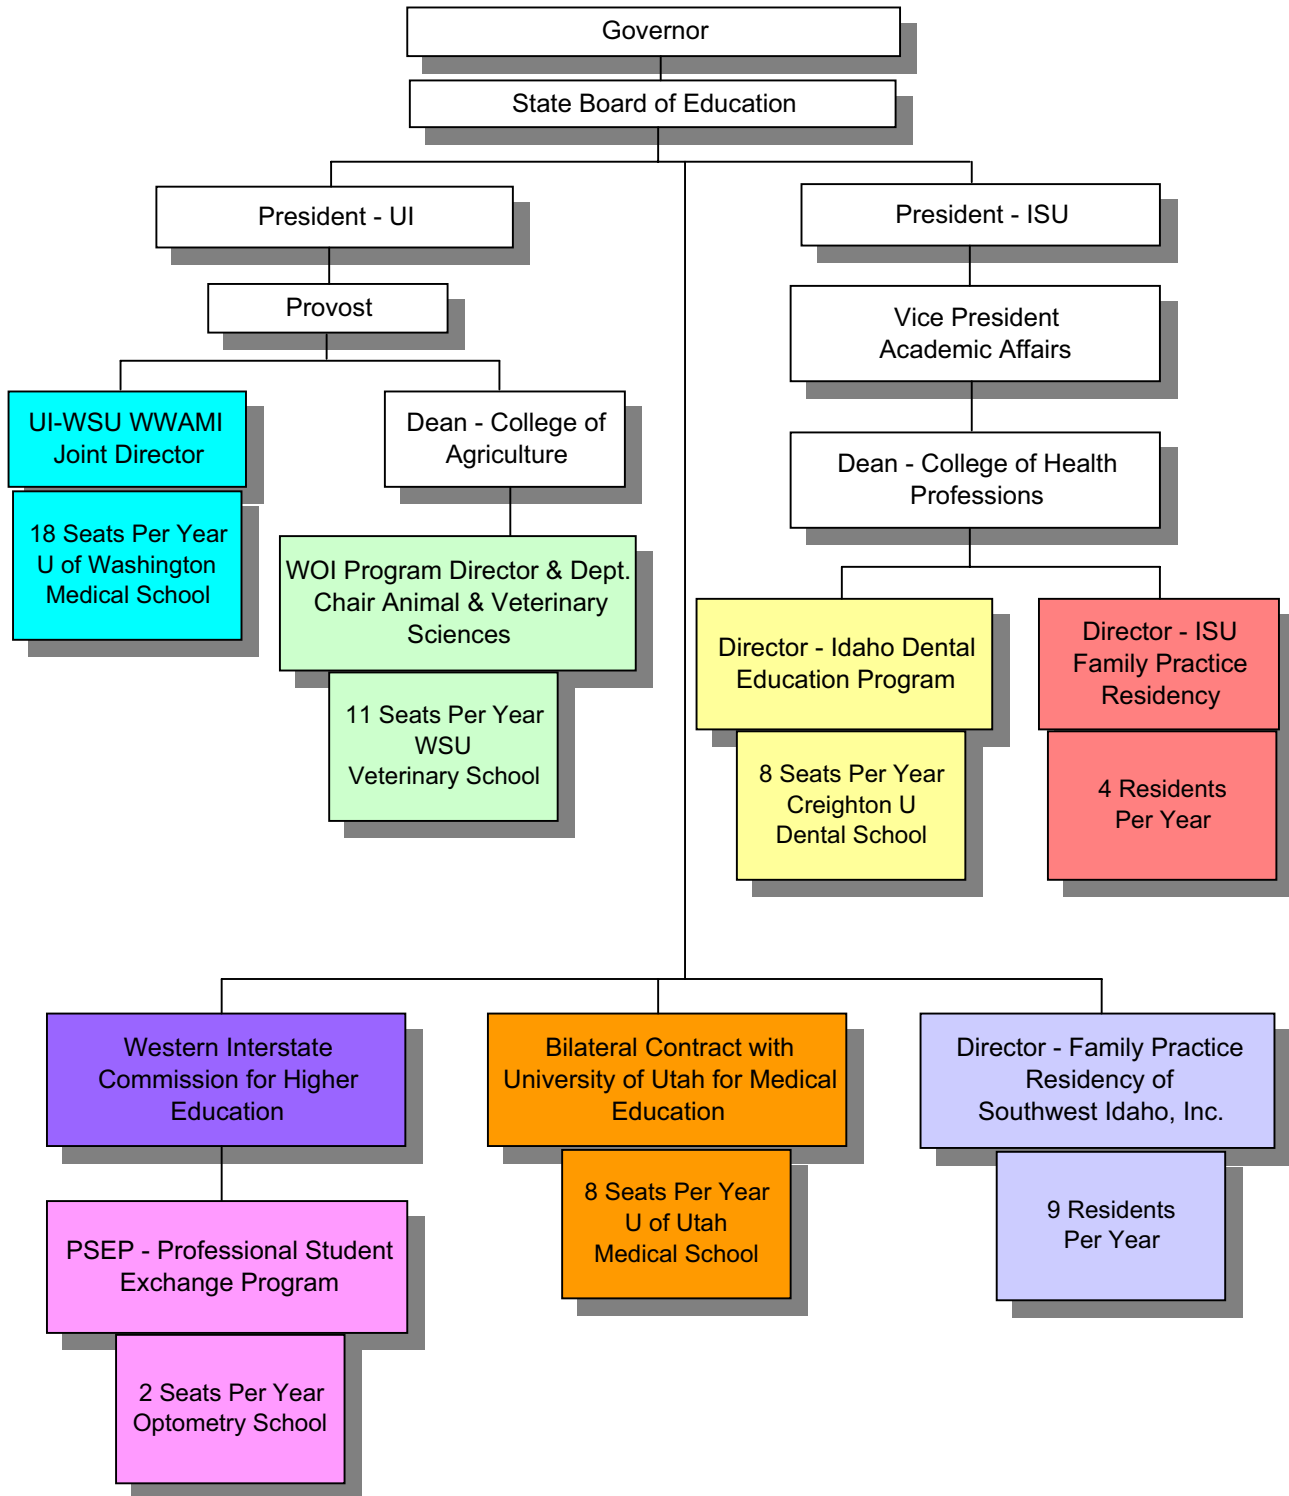 Governor
State Board of Education
President - UI
President - ISU
Provost
Vice President
Academic Affairs
UI-WSU WWAMI
Joint Director
18 Seats Per Year
U of Washington
Medical School
Dean - College of
Agriculture
WOI Program Director & Dept.
Chair Animal & Veterinary
Sciences
11 Seats Per Year
WSU
Veterinary School
Dean - College of Health
Professions
Director - Idaho Dental
Education Program
8 Seats Per Year
Creighton U
Dental School
Director - ISU
Family Practice
Residency
4 Residents
Per Year
Western Interstate
Commission for Higher
Education
PSEP - Professional Student
Exchange Program
2 Seats Per Year
Optometry School
Bilateral Contract with
University of Utah for Medical
Education
8 Seats Per Year
U of Utah
Medical School
Director - Family Practice
Residency of
Southwest Idaho, Inc.
9 Residents
Per Year